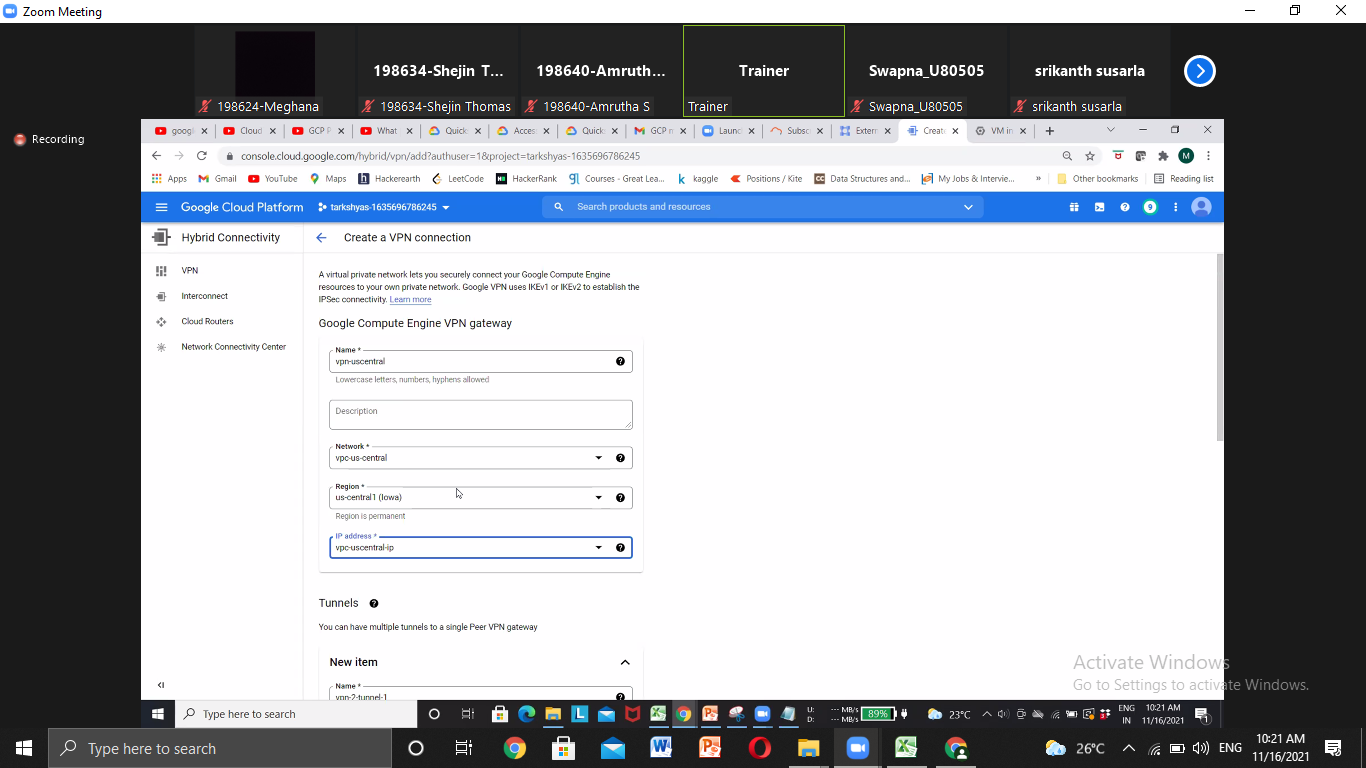 Zoom Meeting
198634-Shejin T...
198640-Amruth...
Trainer
Swapna_U80505
srikanth susarla
198624-Meghana
198634-Shejin Thomas
198640-Amrutha S
Trainer
Swapna_U80505
srikanth susarla
Recording
googl
Cloud
GCP F
What
Quick
Acces
Quick
GCP n
Launc
Subsc
Extern
Create
VM in
console.cloud.google.com/hybrid/vpn/add?authuser=1&project=tarkshyas-1635696786245
Apps
Gmail
YouTube
Maps
Hackerearth
LeetCode
HackerRank
Courses - Great Lea...
kaggle
Positions / Kite
Data Structures and...
My Jobs & Intervie...
»
Other bookmarks
Reading list
Google Cloud Platform
tarkshyas-1635696786245
Search products and resources
9
Hybrid Connectivity
Create a VPN connection
VPN
Interconnect
Cloud Routers
Network Connectivity Center
A virtual private network lets you securely connect your Google Compute Engine
resources to your own private network. Google VPN uses IKEv1 or IKEv2 to establish the
IPSec connectivity. Learn more
Google Compute Engine VPN gateway
Name *
vpn-uscentral
Lowercase letters, numbers, hyphens allowed
Description
Network *
vpc-us-central
Region *
us-central1 (Iowa)
Region is permanent
IP address *
vpc-uscentral-ip
Tunnels
You can have multiple tunnels to a single Peer VPN gateway
New item
Name *
vpn-2-tunnel-1
Activate Windows
Go to Settings to activate Windows.
Type here to search
U: --- MB/s
D: --- MB/s
89%
23°C
ENG
IN
10:21 AM
11/16/2021
1
Type here to search
26°C
ENG
10:21 AM
11/16/2021